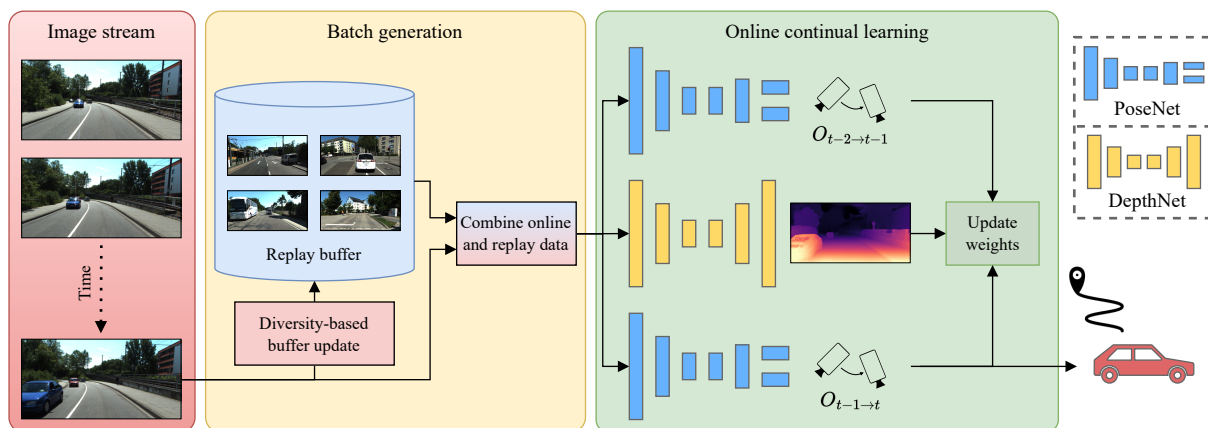 Image stream
Time
Batch generation
Replay buffer
Diversity-based
buffer update
Combine online
and replay data
Online continual learning
O_{t−2→t−1}
O_{t−1→t}
Update
weights
PoseNet
DepthNet